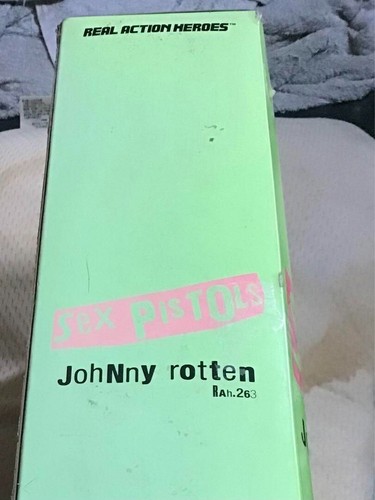 REAL ACTION HEROES™
SEX PISTOLS
JohNny rotten
RAh.263